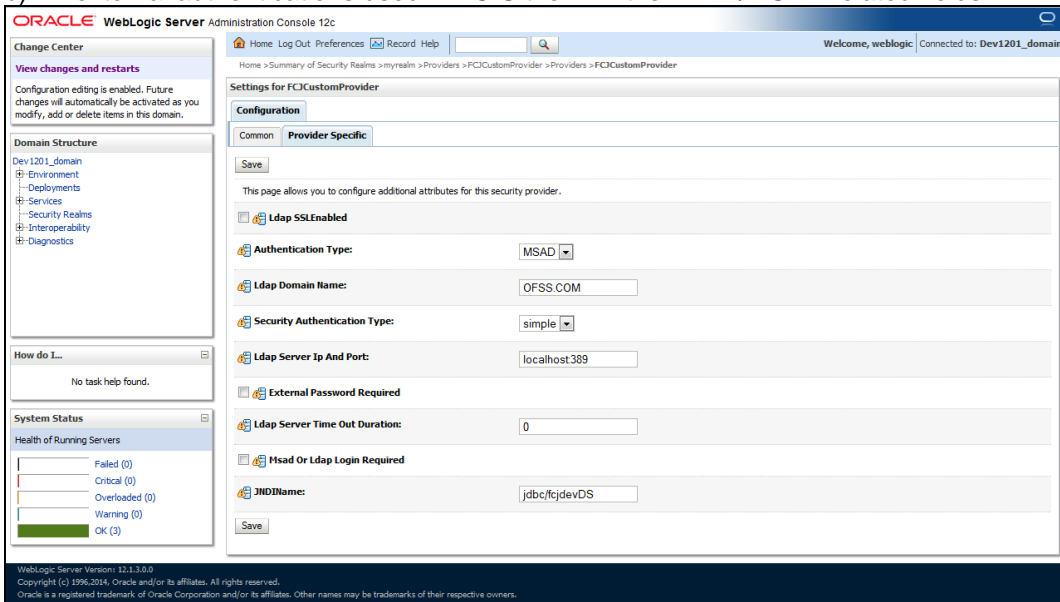 ORACLE WebLogic Server Administration Console 12c
Change Center
View changes and restarts
Configuration editing is enabled. Future
changes will automatically be activated as you
modify, add or delete items in this domain.
Domain Structure
Dev1201_domain
Environment
Deployments
Services
Security Realms
Interoperability
Diagnostics
How do I...
No task help found.
System Status
Health of Running Servers
Failed (0)
Critical (0)
Overloaded (0)
Warning (0)
OK (3)
Home Log Out Preferences Record Help
Welcome, weblogic Connected to: Dev1201_domain
Home >Summary of Security Realms >myrealm >Providers >FCJCustomProvider >Providers >FCJCustomProvider
Settings for FCJCustomProvider
Configuration
Common Provider Specific
Save
This page allows you to configure additional attributes for this security provider.
Ldap SSLEnabled
Authentication Type: MSAD
Ldap Domain Name: OFSS.COM
Security Authentication Type: simple
Ldap Server Ip And Port: localhost:389
External Password Required
Ldap Server Time Out Duration: 0
Msad Or Ldap Login Required
JNDIName: jdbc/fcjdevDS
Save
WebLogic Server Version: 12.1.3.0.0
Copyright (c) 1996,2014, Oracle and/or its affiliates. All rights reserved.
Oracle is a registered trademark of Oracle Corporation and/or its affiliates. Other names may be trademarks of their respective owners.